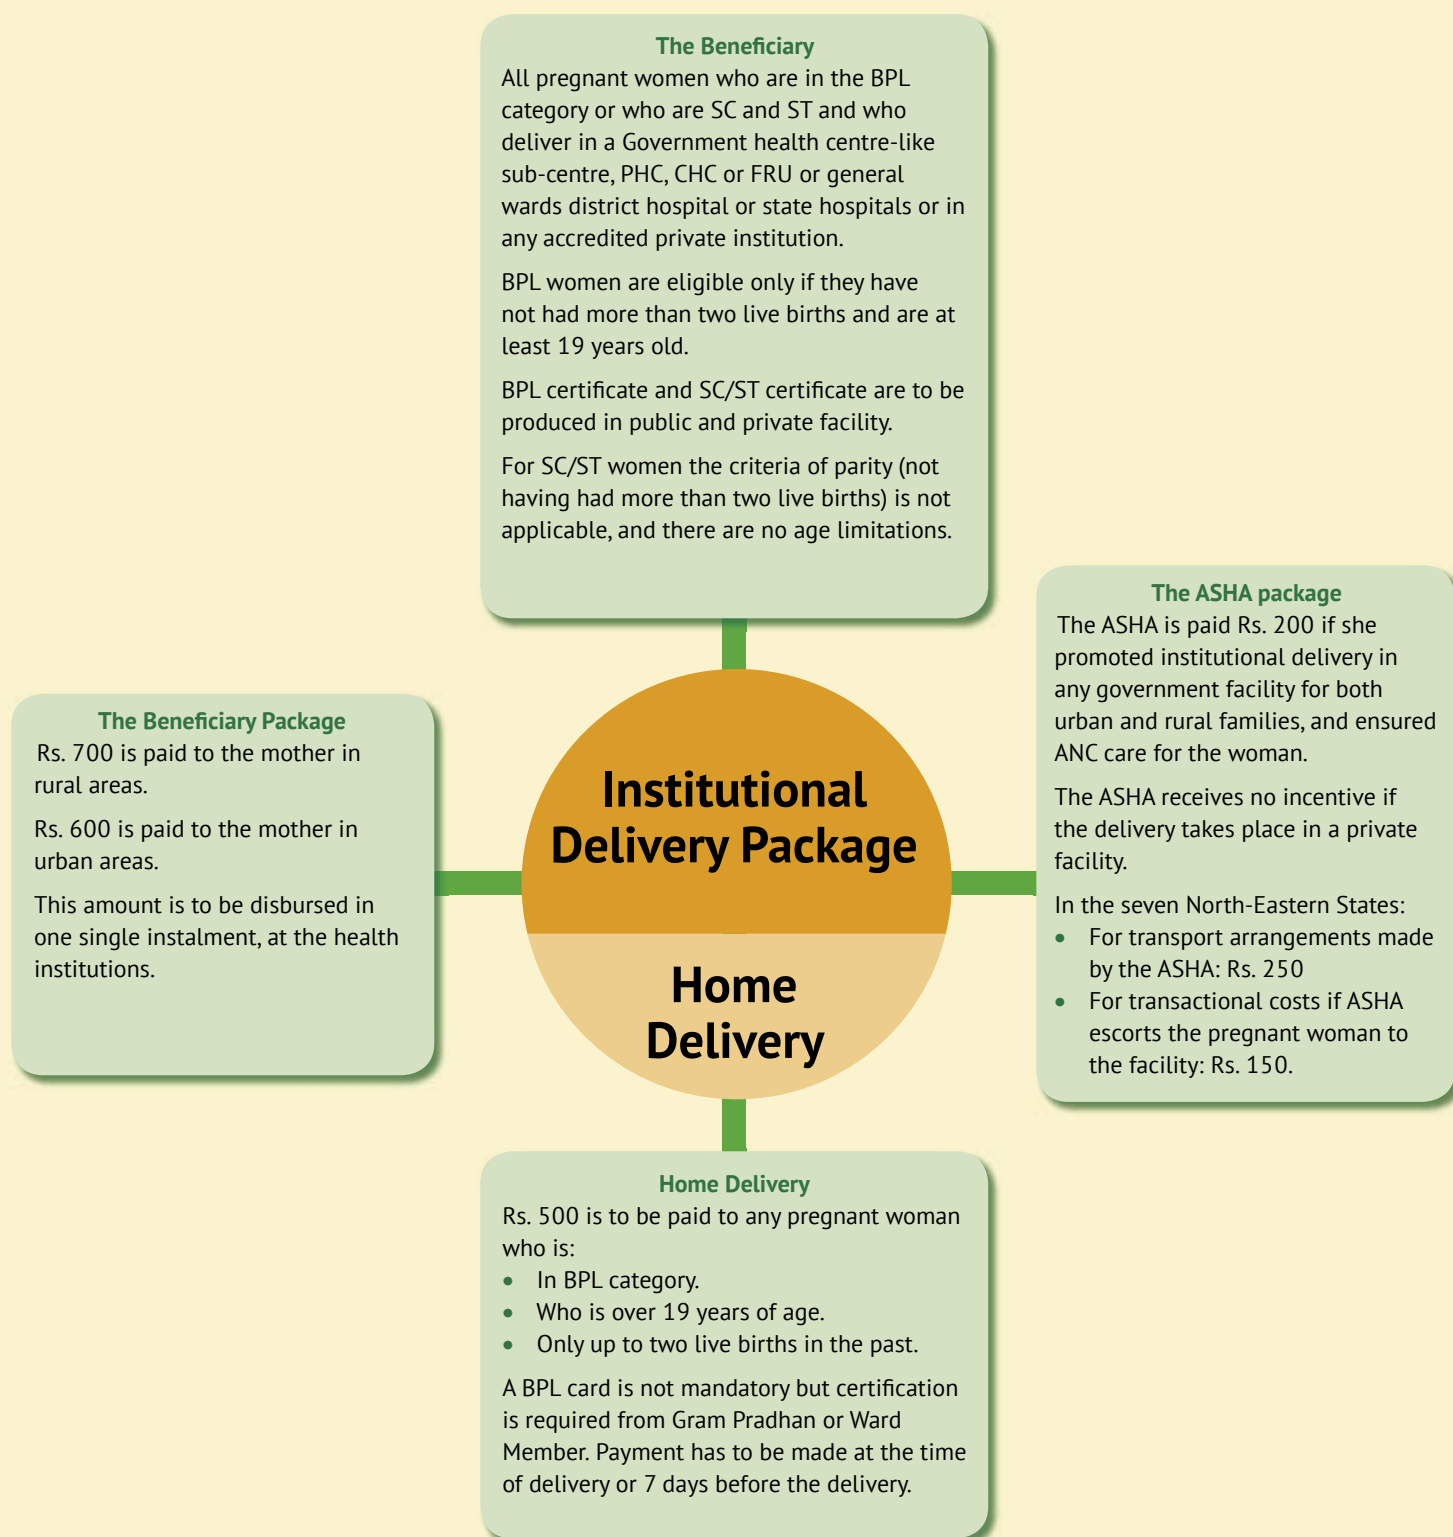 The Beneficiary
All pregnant women who are in the BPL
category or who are SC and ST and who
deliver in a Government health centre-like
sub-centre, PHC, CHC or FRU or general
wards district hospital or state hospitals or in
any accredited private institution.
BPL women are eligible only if they have
not had more than two live births and are at
least 19 years old.
BPL certificate and SC/ST certificate are to be
produced in public and private facility.
For SC/ST women the criteria of parity (not
having had more than two live births) is not
applicable, and there are no age limitations.
The Beneficiary Package
Rs. 700 is paid to the mother in
rural areas.
Rs. 600 is paid to the mother in
urban areas.
This amount is to be disbursed in
one single instalment, at the health
institutions.
Institutional
Delivery Package
Home
Delivery
The ASHA package
The ASHA is paid Rs. 200 if she
promoted institutional delivery in
any government facility for both
urban and rural families, and ensured
ANC care for the woman.
The ASHA receives no incentive if
the delivery takes place in a private
facility.
In the seven North-Eastern States:
• For transport arrangements made
by the ASHA: Rs. 250
• For transactional costs if ASHA
escorts the pregnant woman to
the facility: Rs. 150.
Home Delivery
Rs. 500 is to be paid to any pregnant woman
who is:
• In BPL category.
• Who is over 19 years of age.
• Only up to two live births in the past.
A BPL card is not mandatory but certification
is required from Gram Pradhan or Ward
Member. Payment has to be made at the time
of delivery or 7 days before the delivery.